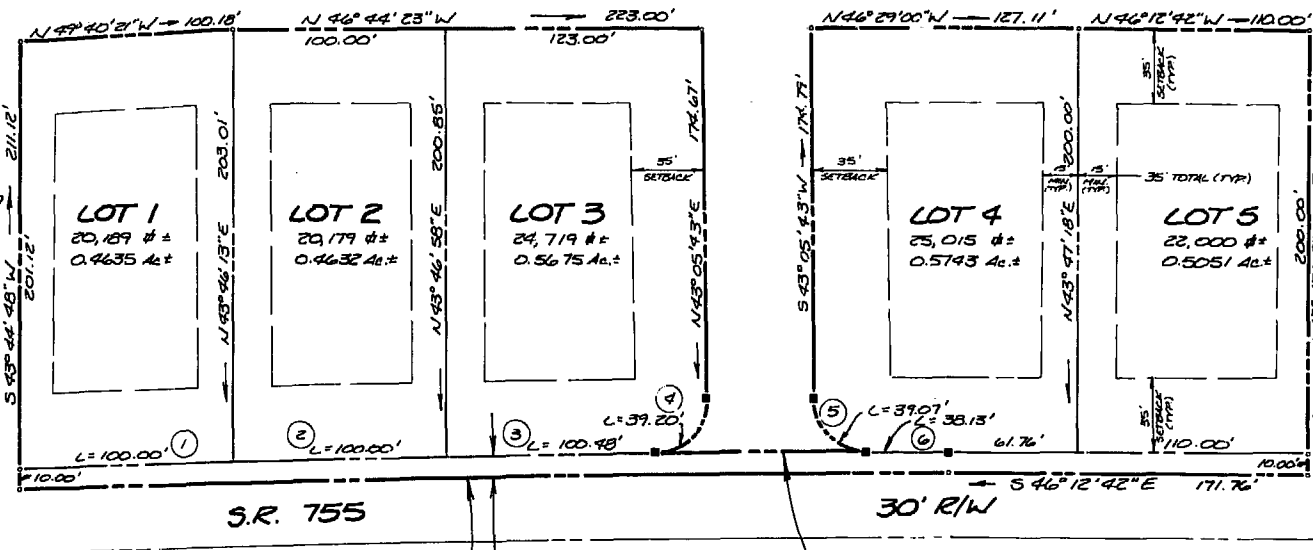 N 49° 40' 21" W → 100.18'
N 46° 44' 23" W → 223.00'
100.00'
123.00'
N 46° 29' 00" W → 127.11'
N 46° 12' 42" W → 110.00'
S 43° 44' 48" W → 211.12'
201.12'
N 43° 46' 13" E 203.01'
N 43° 46' 58" E 200.85'
N 43° 05' 43" E 174.67'
S 43° 05' 43" W → 174.79'
N 43° 47' 18" E 200.00'
200.00'
35' SETBACK (TYP.)
35'
SETBACK
35'
SETBACK
15'
MIN. (TYP.)
15'
MIN. (TYP.)
35' TOTAL (TYP.)
LOT 1
20,189 ⌗ ±
0.4635 Ac. ±
LOT 2
20,179 ⌗ ±
0.4632 Ac. ±
LOT 3
24,719 ⌗ ±
0.5675 Ac. ±
LOT 4
25,015 ⌗ ±
0.5743 Ac. ±
LOT 5
22,000 ⌗ ±
0.5051 Ac. ±
L=100.00' 1
2 L=100.00'
3 L=100.48'
L=39.20' 4
5 L=39.07'
L=38.13'
6
61.76'
35' SETBACK (TYP.)
110.00'
10.00'
10.00'
← S 46° 12' 42" E 171.76'
S.R. 755
30' R/W